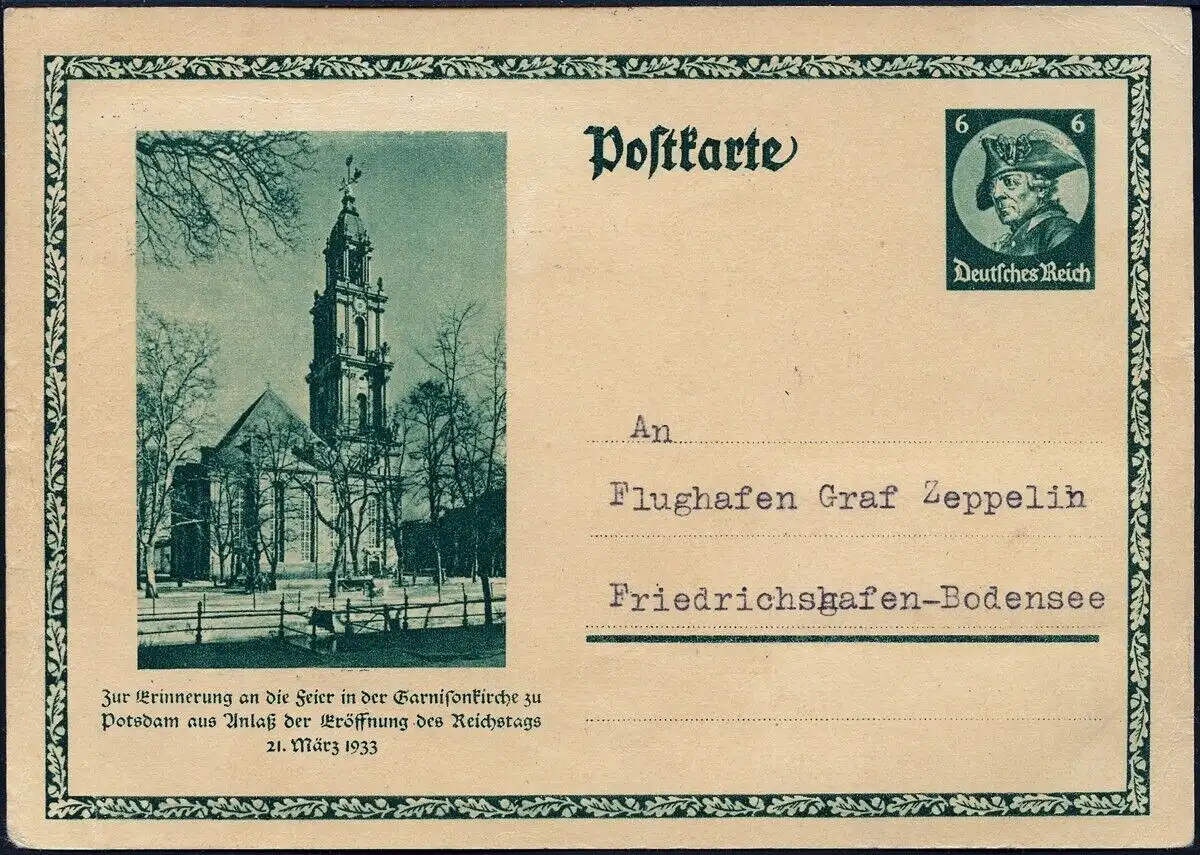 Postkarte
6 6
Deutsches Reich
An
Flughafen Graf Zeppelin
Friedrichshafen-Bodensee
Zur Erinnerung an die Feier in der Garnisonkirche zu
Potsdam aus Anlaß der Eröffnung des Reichstags
21. März 1933